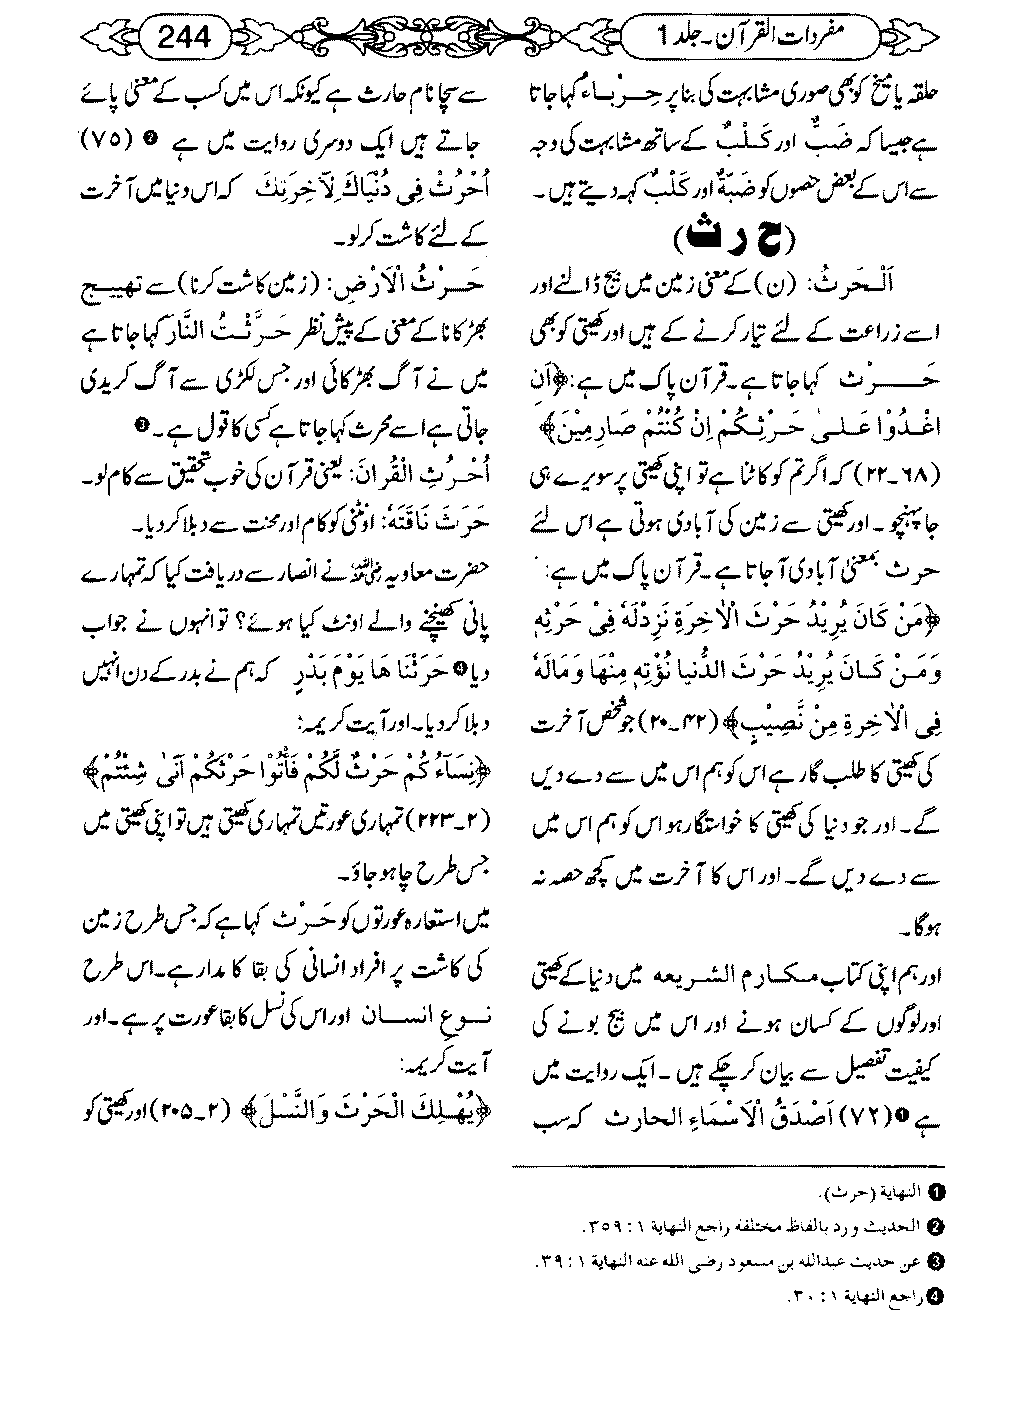 مفردات القرآن۔جلد 1
244
حلقہ یا میخ کو بھی صوری مشابہت کی بنا پر حِرْبَاء کہا جاتا
ہے جیسا کہ ضَبٌّ اور کَلْبٌ کے ساتھ مشابہت کی وجہ
سے اس کے بعض حصوں کو ضَبَّةٌ اور کَلْبٌ کہہ دیتے ہیں۔
(ح ر ث)
اَلْحَرْثُ: (ن) کے معنی زمین میں بیج ڈالنے اور
اسے زراعت کے لئے تیار کرنے کے ہیں اور کھیتی کو بھی
حَرْث کہا جاتا ہے۔ قرآن پاک میں ہے: ﴿اَنِ
اغْدُوْا عَلٰی حَرْثِكُمْ اِنْ كُنْتُمْ صَارِمِیْنَ﴾
(۶۸۔۲۲) کہ اگر تم کو کاٹنا ہے تو اپنی کھیتی پر سویرے ہی
جا پہنچو۔ اور کھیتی سے زمین کی آبادی ہوتی ہے اس لئے
حرث بمعنی آبادی آ جاتا ہے۔ قرآن پاک میں ہے:
﴿مَنْ كَانَ یُرِیْدُ حَرْثَ الْاٰخِرَةِ نَزِدْلَهٗ فِیْ حَرْثِهٖ
وَمَنْ كَانَ یُرِیْدُ حَرْثَ الدُّنْیَا نُؤْتِهٖ مِنْهَا وَمَالَهٗ
فِی الْاٰخِرَةِ مِنْ نَّصِیْبٍ﴾ (۴۲۔۲۰) جو شخص آخرت
کی کھیتی کا طلب گار ہے اس کو ہم اس میں سے دے دیں
گے۔ اور جو دنیا کی کھیتی کا خواستگار ہو اس کو ہم اس میں
سے دے دیں گے۔ اور اس کا آخرت میں کچھ حصہ نہ
ہوگا۔
اور ہم اپنی کتاب مکارم الشریعہ میں دنیا کے کھیتی
اور لوگوں کے کسان ہونے اور اس میں بیج بونے کی
کیفیت تفصیل سے بیان کر چکے ہیں۔ ایک روایت میں
ہے ❶ (۷۲) اَصْدَقُ الْاَسْمَاءِ الحارث کہ سب
سے سچا نام حارث ہے کیونکہ اس میں کسب کے معنی پائے
جاتے ہیں ایک دوسری روایت میں ہے ❷ (۷۵)
اُحْرُثْ فِی دُنْیَاكَ لِآخِرَتِكَ کہ اس دنیا میں آخرت
کے لئے کاشت کر لو۔
حَرْثُ الْاَرْضِ: (زمین کاشت کرنا) سے تھییج
بھڑکانا کے معنی کے پیش نظر حَرَّثْتُ النَّارَ کہا جاتا ہے
میں نے آگ بھڑکائی اور جس لکڑی سے آگ کریدی
جاتی ہے اسے محرث کہا جاتا ہے کسی کا قول ہے۔ ❸
اُحْرُثِ الْقُرْاٰنَ: یعنی قرآن کی خوب تحقیق سے کام لو۔
حَرَثَ نَاقَتَهٗ: اونٹنی کو کام اور محنت سے دبلا کر دیا۔
حضرت معاویہ رضی اللہ عنہ نے انصار سے دریافت کیا کہ تمہارے
پانی کھینچنے والے اونٹ کیا ہوئے؟ تو انہوں نے جواب
دیا ❹ حَرَثْنَا هَا یَوْمَ بَدْرٍ کہ ہم نے بدر کے دن انہیں
دبلا کر دیا۔ اور آیت کریمہ:
﴿نِسَآءُ كُمْ حَرْثٌ لَّكُمْ فَأْتُوْا حَرْثَكُمْ اَنّٰی شِئْتُمْ﴾
(۲۔۲۲۳) تمہاری عورتیں تمہاری کھیتی ہیں تو اپنی کھیتی میں
جس طرح چاہو جاؤ۔
میں استعارہ عورتوں کو حَرْث کہا ہے کہ جس طرح زمین
کی کاشت پر افراد انسانی کی بقا کا مدار ہے۔ اس طرح
نوعِ انسان اور اس کی نسل کا بقا عورت پر ہے۔ اور
آیت کریمہ:
﴿یُهْلِكَ الْحَرْثَ وَالنَّسْلَ﴾ (۲۔۲۰۵) اور کھیتی کو
❶ النهاية (حرث).
❷ الحدیث ورد بالفاظ مختلفه راجع النهاية ۱ : ۳۵۹.
❸ عن حديث عبدالله بن مسعود رضی الله عنه النهاية ۱ : ۳۹.
❹ راجع النهاية ۱ : ۳۰.